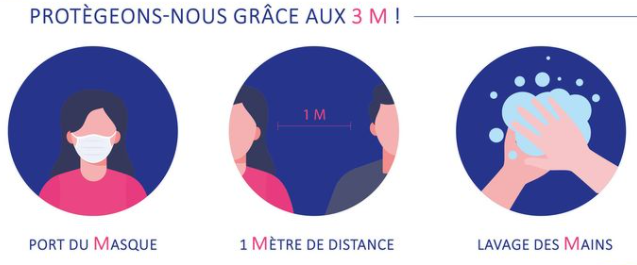 PROTÈGEONS-NOUS GRÂCE AUX 3 M !
1 M
PORT DU MASQUE
1 MÈTRE DE DISTANCE
LAVAGE DES MAINS